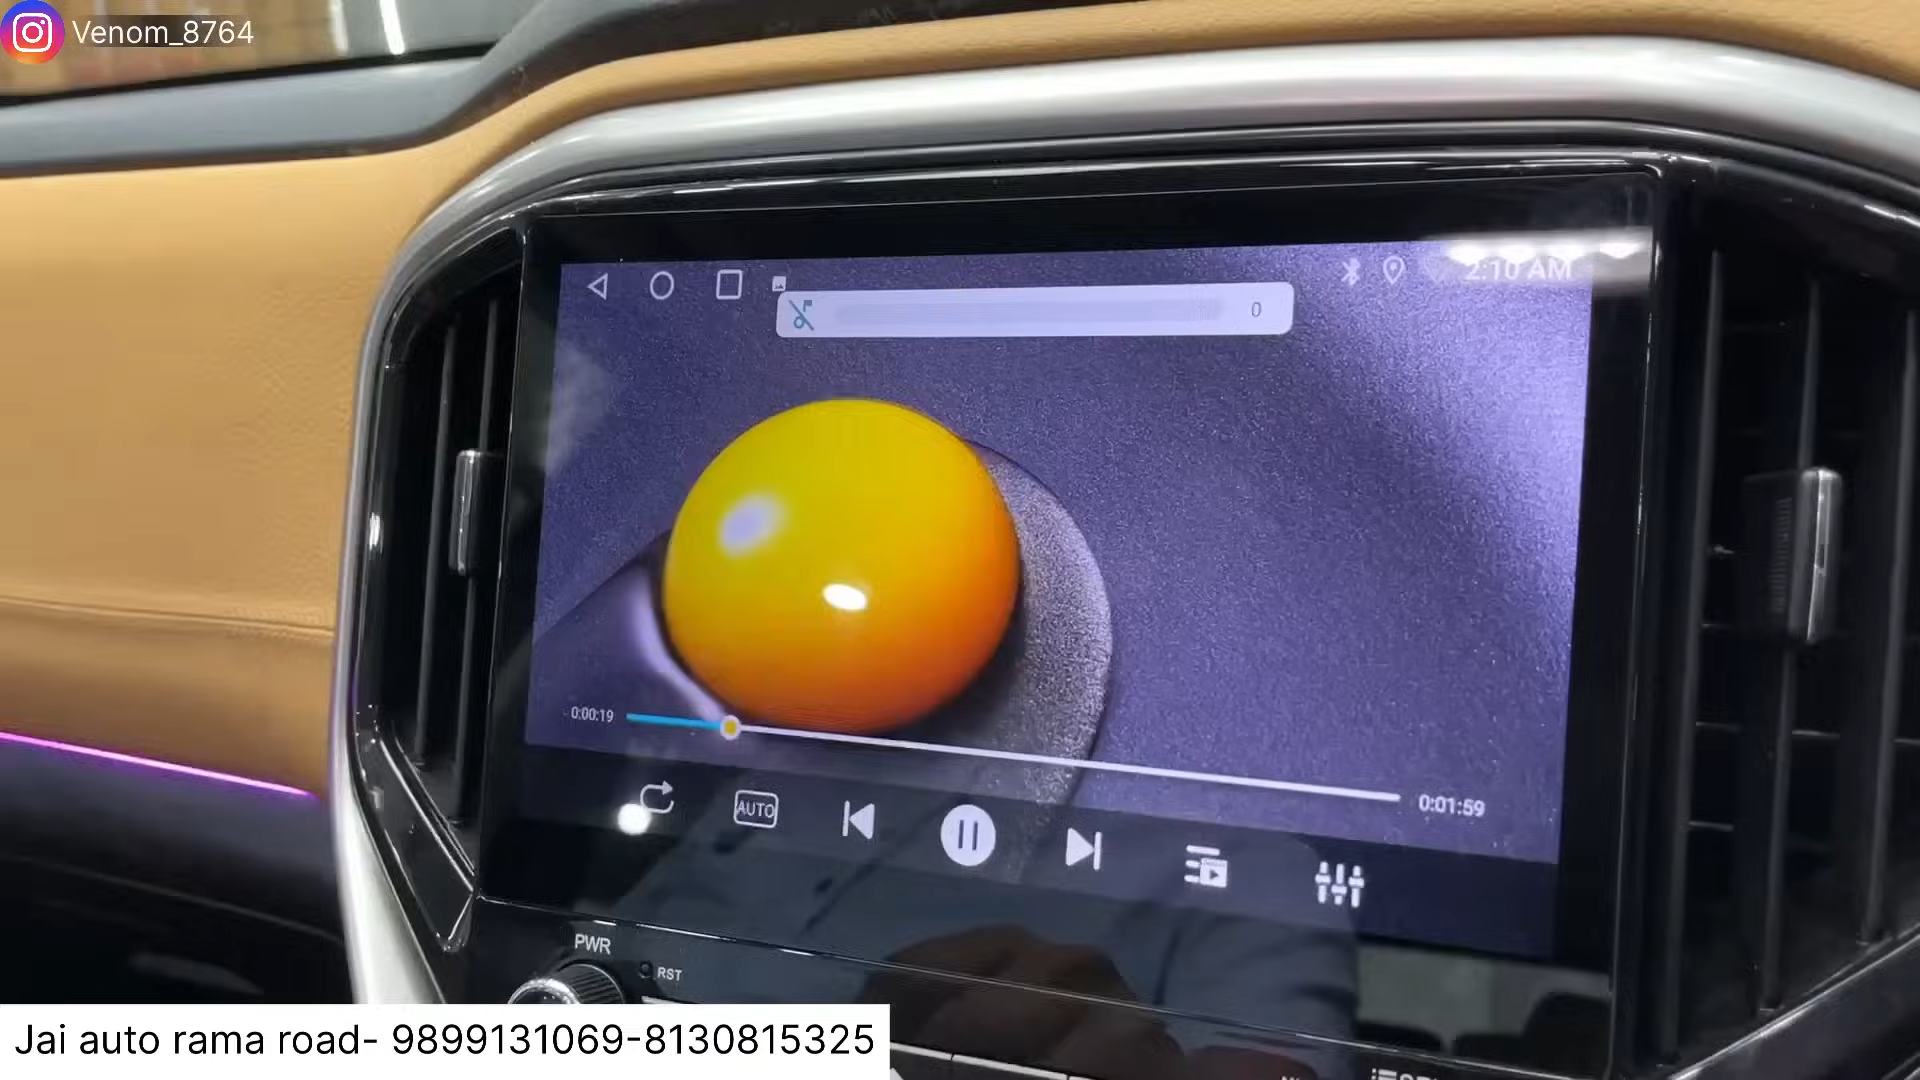 Venom_8764
2:10 AM
0
0:00:19
0:01:59
AUTO
PWR
RST
Jai auto rama road- 9899131069-8130815325